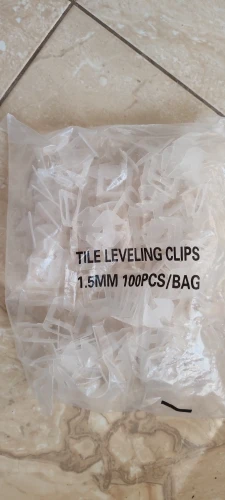 TILE LEVELING CLIPS
1.5MM 100PCS/BAG